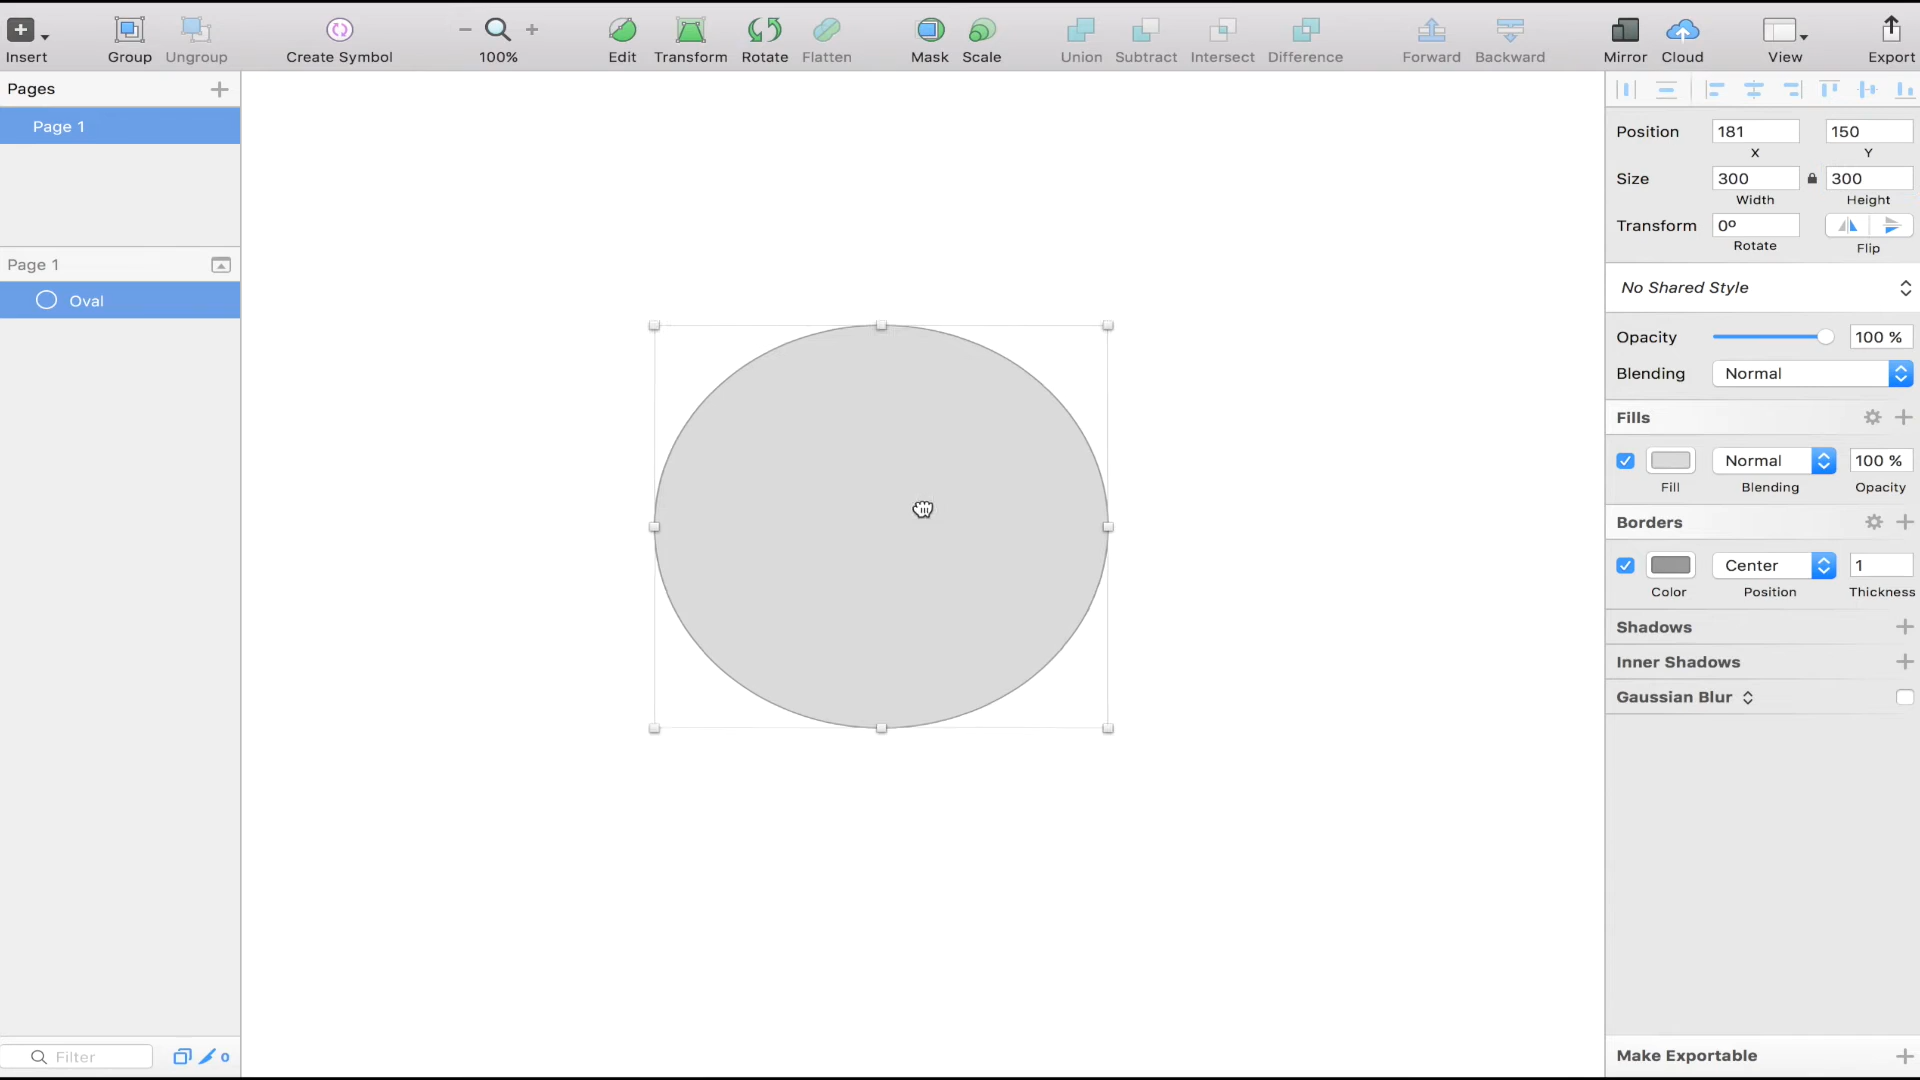 Insert
Group
Ungroup
Create Symbol
100%
Edit
Transform
Rotate
Flatten
Mask
Scale
Union
Subtract
Intersect
Difference
Forward
Backward
Mirror
Cloud
View
Export
Pages
Page 1
Page 1
Oval
Filter
0
Position 181 150
X Y
Size 300 300
Width Height
Transform 0º
Rotate Flip
No Shared Style
Opacity 100 %
Blending Normal
Fills
Normal 100 %
Fill Blending Opacity
Borders
Center 1
Color Position Thickness
Shadows
Inner Shadows
Gaussian Blur
Make Exportable